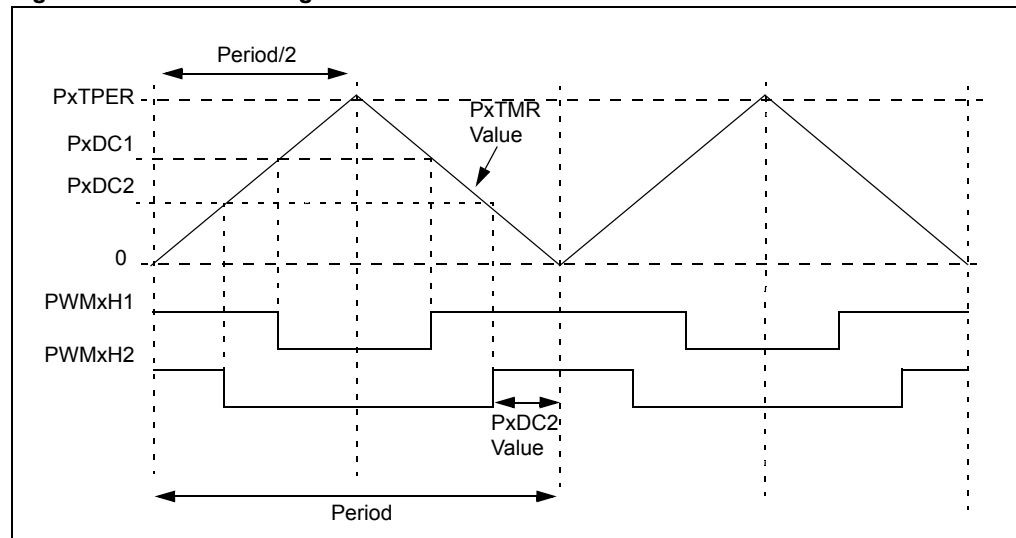 Period/2
PxTPER
PxTMR
Value
PxDC1
PxDC2
0
PWMxH1
PWMxH2
PxDC2
Value
Period